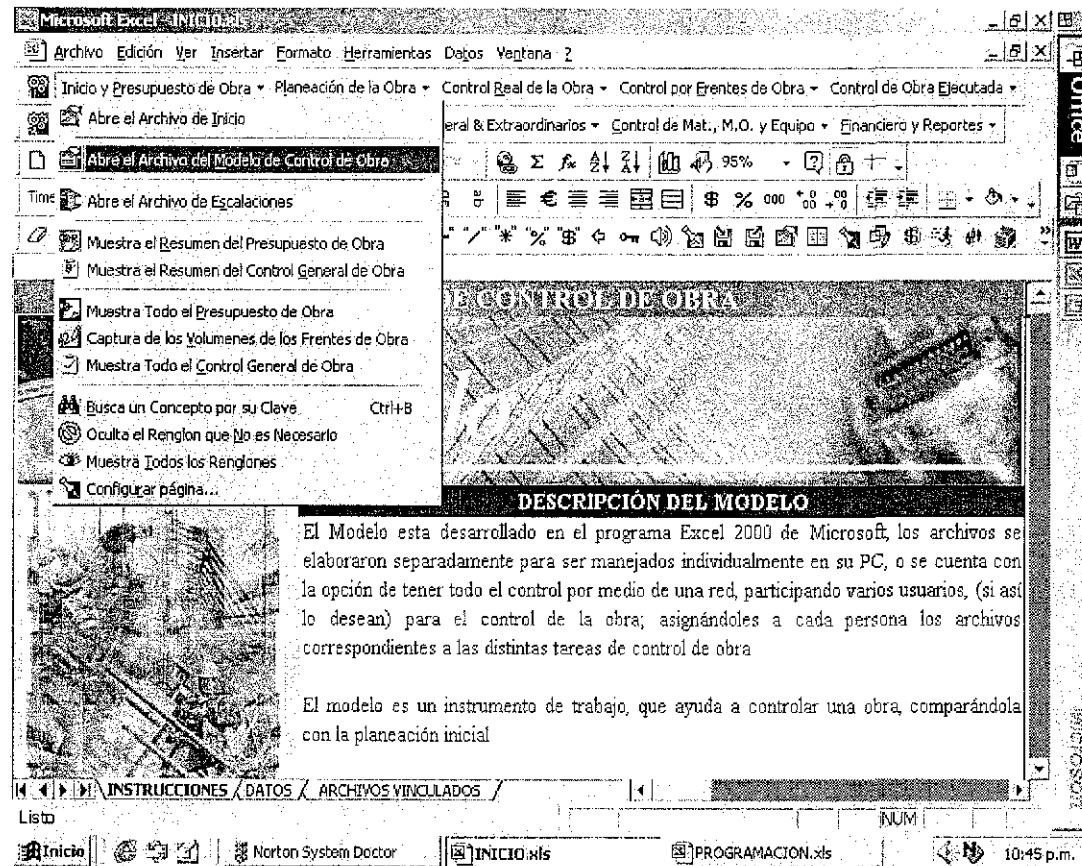 Microsoft Excel - INICIO.xls
Archivo Edición Ver Insertar Formato Herramientas Datos Ventana ?
Inicio y Presupuesto de Obra Planeación de la Obra Control Real de la Obra Control por Frentes de Obra Control de Obra Ejecutada
Abre el Archivo de Inicio
eral & Extraordinarios Control de Mat., M.O. y Equipo Financiero y Reportes
Abre el Archivo del Modelo de Control de Obra
95%
Time
Abre el Archivo de Escalaciones
$ % 000
Muestra el Resumen del Presupuesto de Obra
Muestra el Resumen del Control General de Obra
DE CONTROL DE OBRA
Muestra Todo el Presupuesto de Obra
Captura de los Volumenes de los Frentes de Obra
Muestra Todo el Control General de Obra
Busca un Concepto por su Clave Ctrl+B
Oculta el Renglon que No es Necesario
Muestra Todos los Renglones
Configurar página...
DESCRIPCIÓN DEL MODELO
El Modelo esta desarrollado en el programa Excel 2000 de Microsoft, los archivos se
elaboraron separadamente para ser manejados individualmente en su PC, o se cuenta con
la opción de tener todo el control por medio de una red, participando varios usuarios, (si así
lo desean) para el control de la obra; asignándoles a cada persona los archivos
correspondientes a las distintas tareas de control de obra
El modelo es un instrumento de trabajo, que ayuda a controlar una obra, comparándola
con la planeación inicial
INSTRUCCIONES DATOS ARCHIVOS VINCULADOS
Listo
NUM
Inicio Norton System Doctor INICIO.xls PROGRAMACION.xls 10:45 p.m.
Office